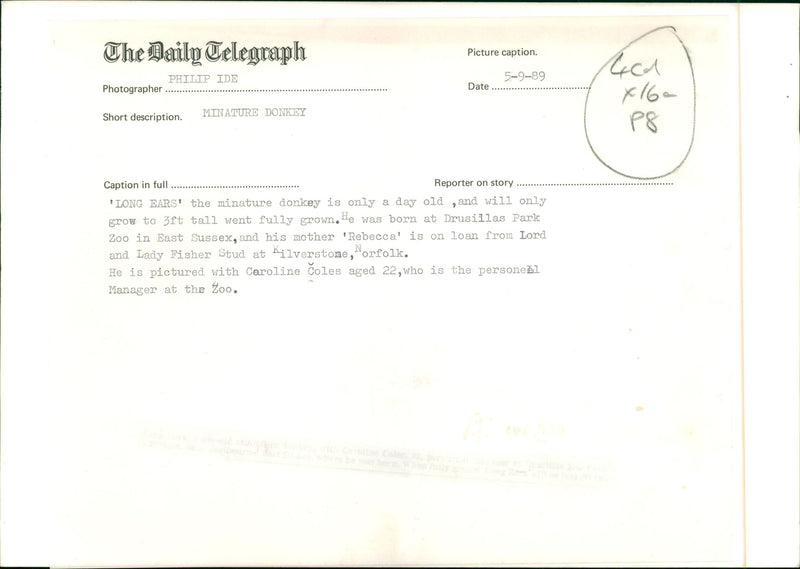 The Daily Telegraph
Picture caption.
PHILIP IDE
Photographer
5-9-89
Date
Short description. MINATURE DONKEY
4cd
P8
Caption in full
Reporter on story
'LONG EARS' the minature donkey is only a day old ,and will only
grow to 3ft tall went fully grown.He was born at Drusillas Park
Zoo in East Sussex,and his mother 'Rebecca' is on loan from Lord
and Lady Fisher Stud at Kilverstone,Norfolk.
He is pictured with Caroline Coles aged 22,who is the personell
Manager at the Zoo.